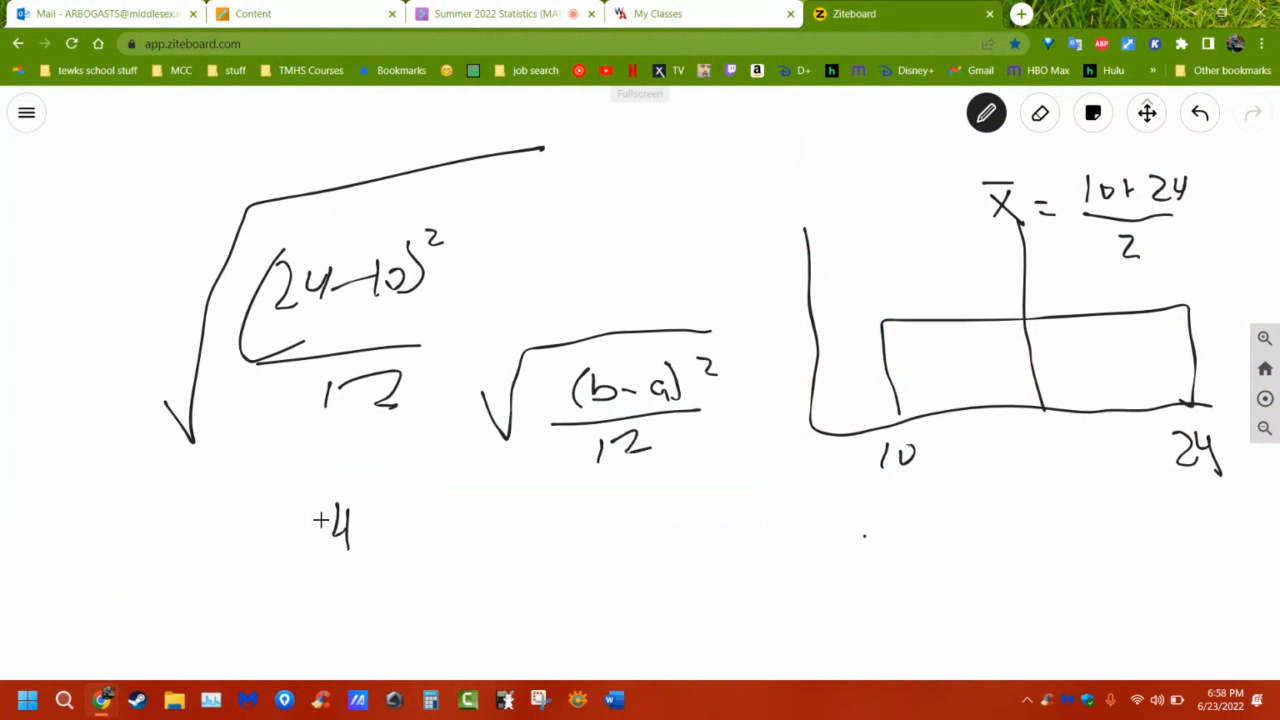 Mail - ARBOGASTS@middlesex.m
Content
Summer 2022 Statistics (MAT
My Classes
Ziteboard
app.ziteboard.com
tewks school stuff
MCC
stuff
TMHS Courses
Bookmarks
job search
TV
D+
Disney+
Gmail
HBO Max
Hulu
»
Other bookmarks
Fullscreen
x̄ = (10+24)/2
√((24-10)²/12)
√((b-a)²/12)
10
24
4
6:58 PM
6/23/2022